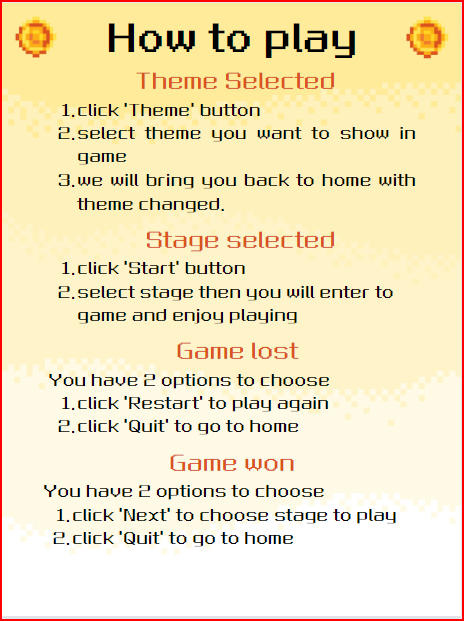 How to play
Theme Selected
1. click 'Theme' button
2. select theme you want to show in
game
3. we will bring you back to home with
theme changed.
Stage selected
1. click 'Start' button
2. select stage then you will enter to
game and enjoy playing
Game lost
You have 2 options to choose
1. click 'Restart' to play again
2. click 'Quit' to go to home
Game won
You have 2 options to choose
1. click 'Next' to choose stage to play
2. click 'Quit' to go to home